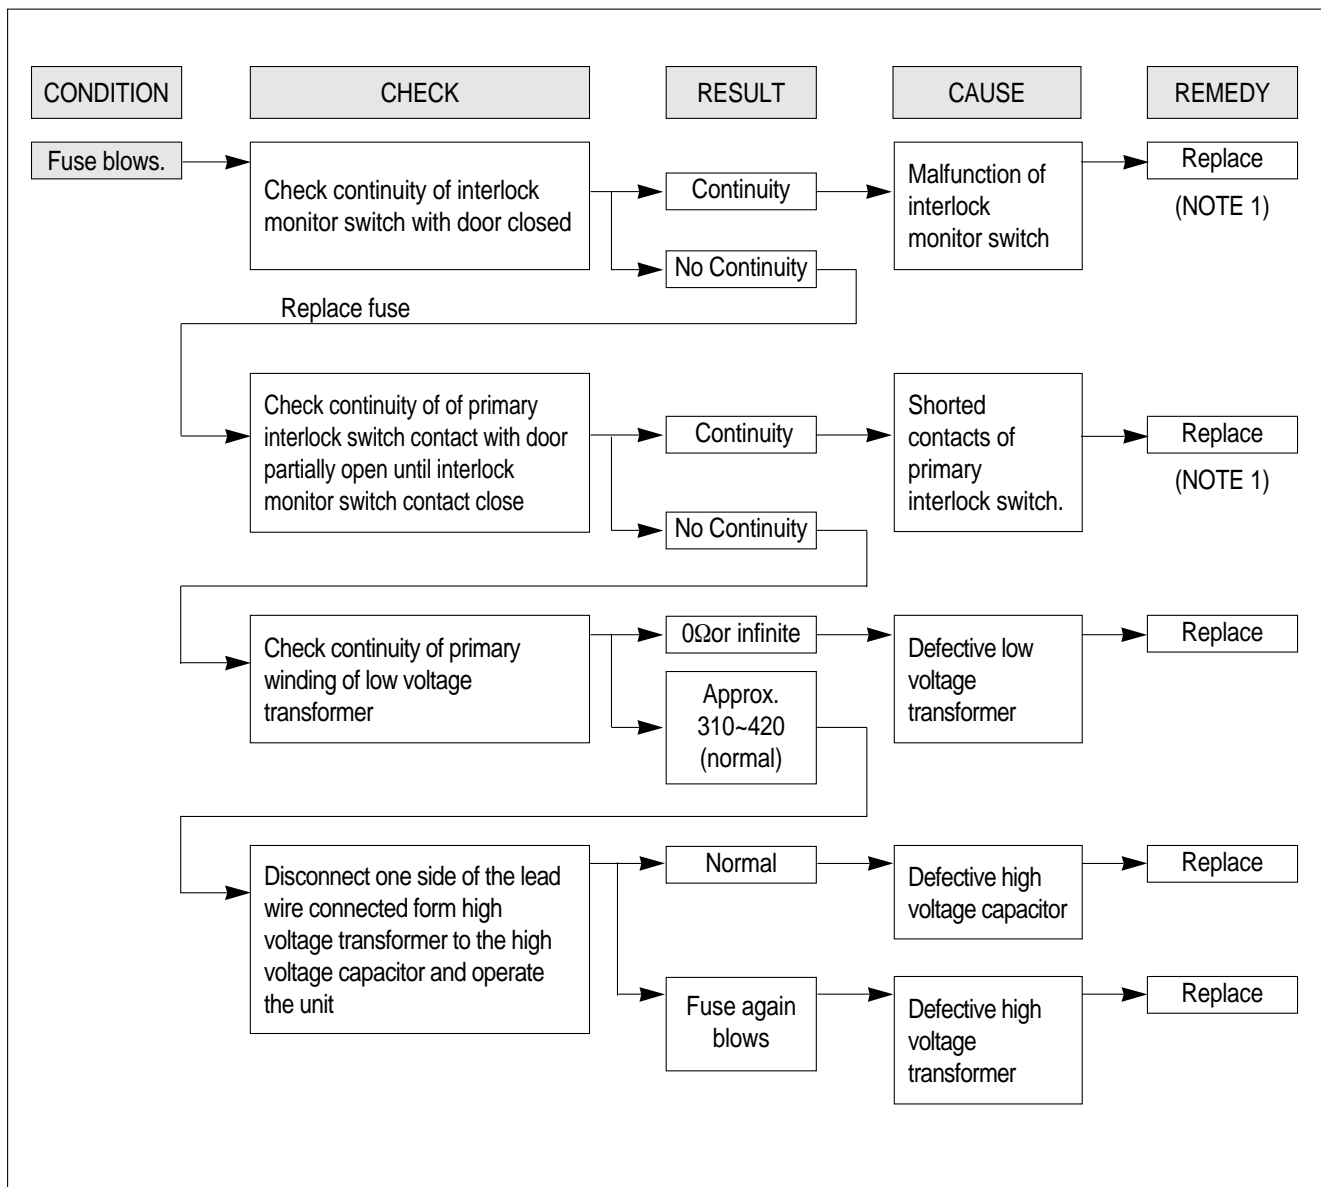 CONDITION
CHECK
RESULT
CAUSE
REMEDY
Fuse blows.
Check continuity of interlock
monitor switch with door closed
Continuity
Malfunction of
interlock
monitor switch
Replace
(NOTE 1)
No Continuity
Replace fuse
Check continuity of of primary
interlock switch contact with door
partially open until interlock
monitor switch contact close
Continuity
Shorted
contacts of
primary
interlock switch.
Replace
(NOTE 1)
No Continuity
Check continuity of primary
winding of low voltage
transformer
0Ωor infinite
Defective low
voltage
transformer
Replace
Approx.
310~420
(normal)
Disconnect one side of the lead
wire connected form high
voltage transformer to the high
voltage capacitor and operate
the unit
Normal
Defective high
voltage capacitor
Replace
Fuse again
blows
Defective high
voltage
transformer
Replace